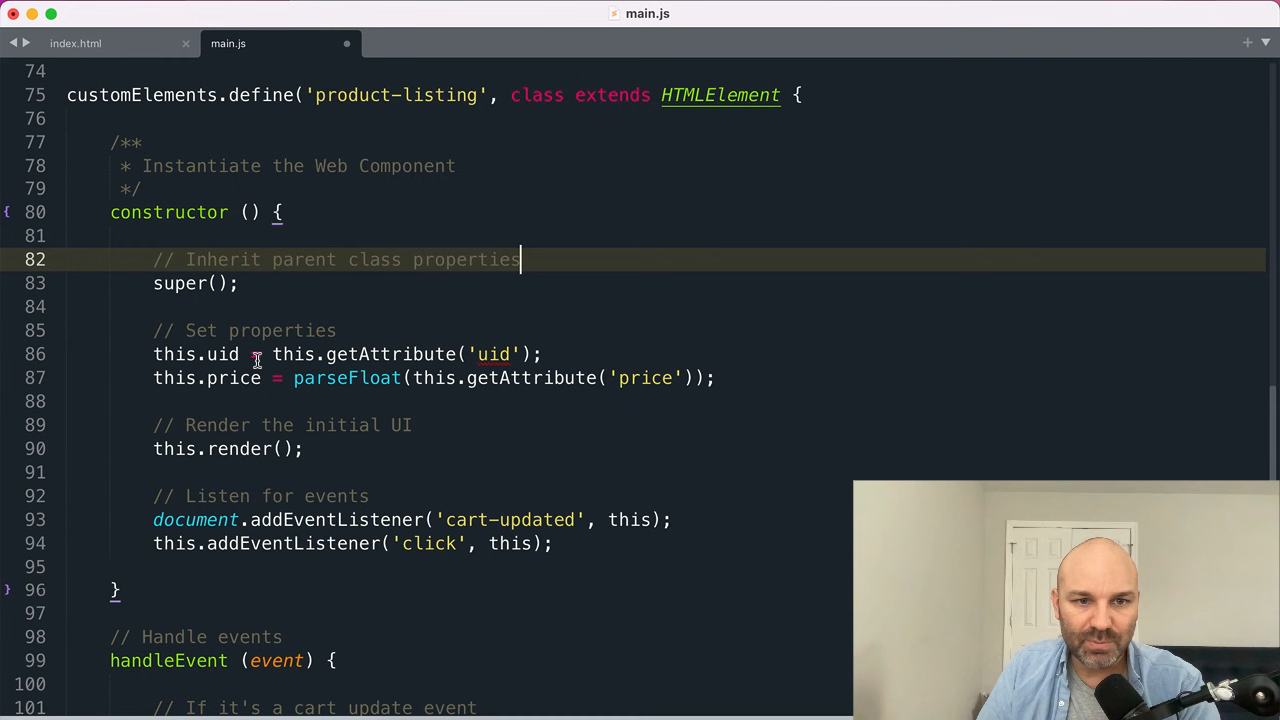 main.js
index.html
main.js
74
75 customElements.define('product-listing', class extends HTMLElement {
76
77 /**
78 * Instantiate the Web Component
79 */
80 constructor () {
81
82 // Inherit parent class properties
83 super();
84
85 // Set properties
86 this.uid = this.getAttribute('uid');
87 this.price = parseFloat(this.getAttribute('price'));
88
89 // Render the initial UI
90 this.render();
91
92 // Listen for events
93 document.addEventListener('cart-updated', this);
94 this.addEventListener('click', this);
95
96 }
97
98 // Handle events
99 handleEvent (event) {
100
101 // If it's a cart update event